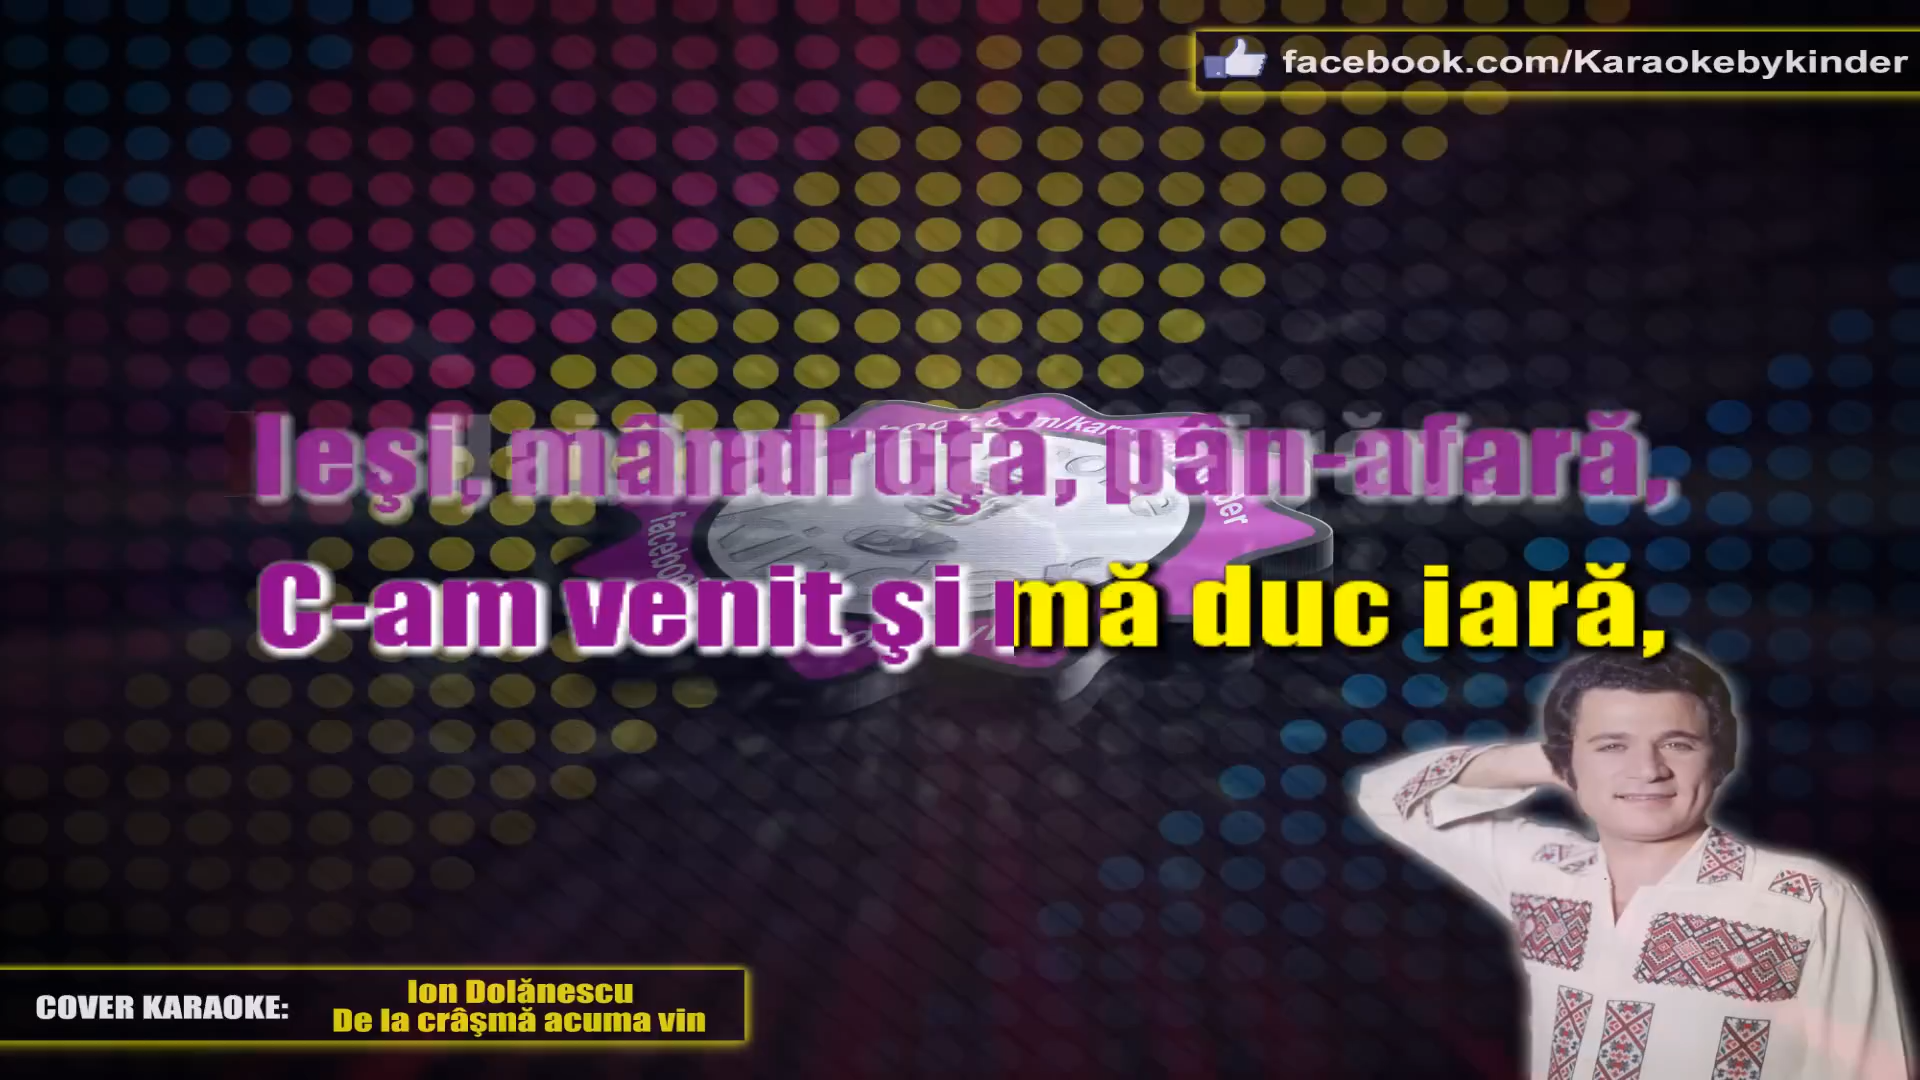 facebook.com/Karaokebykinder
Ieşi, mândruţă, pân-afară,
C-am venit şi mă duc iară,
COVER KARAOKE:
Ion Dolănescu
De la crâşmă acuma vin